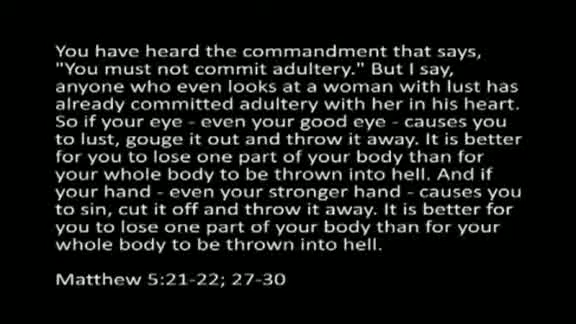 You have heard the commandment that says,
"You must not commit adultery." But I say,
anyone who even looks at a woman with lust has
already committed adultery with her in his heart.
So if your eye - even your good eye - causes you
to lust, gouge it out and throw it away. It is better
for you to lose one part of your body than for
your whole body to be thrown into hell. And if
your hand - even your stronger hand - causes you
to sin, cut it off and throw it away. It is better for
you to lose one part of your body than for your
whole body to be thrown into hell.
Matthew 5:21-22; 27-30